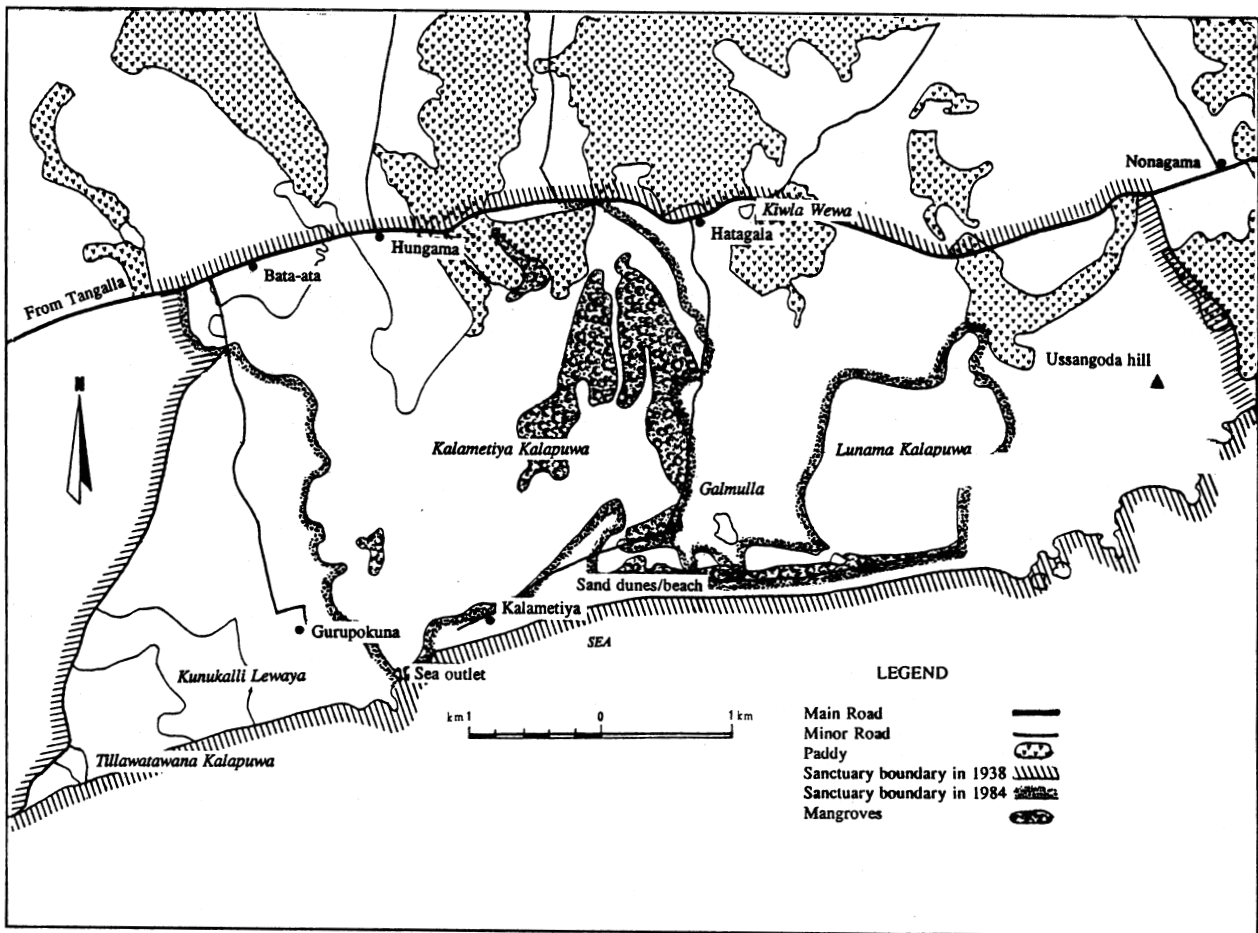 Nonagama
Kiwla Wewa
Hatagala
Hungama
Bata-ata
From Tangalla
Ussangoda hill
N
Kalametiya Kalapuwa
Lunama Kalapuwa
Galmulla
Sand dunes/beach
Kalametiya
Gurupokuna
SEA
Kunukalli Lewaya
Sea outlet
LEGEND
km 1 0 1 km
Main Road
Minor Road
Paddy
Tillawatawana Kalapuwa
Sanctuary boundary in 1938
Sanctuary boundary in 1984
Mangroves